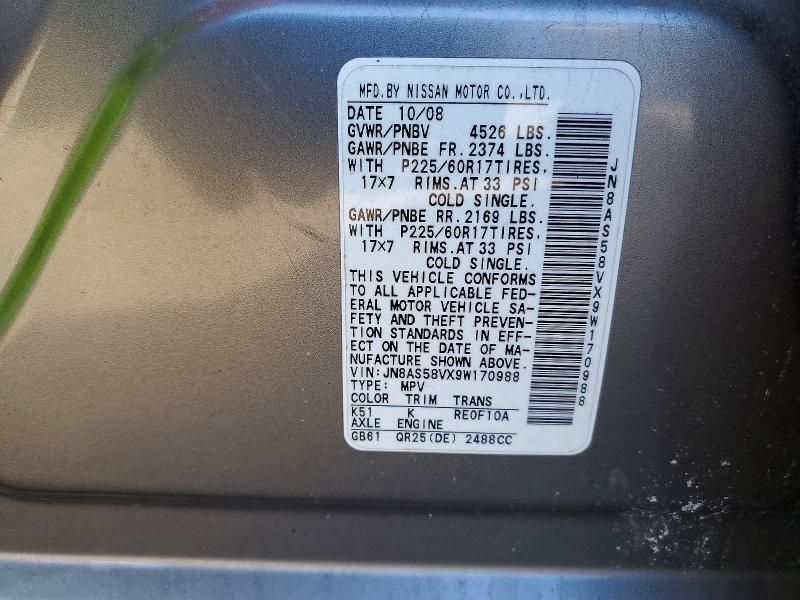 MFD.BY NISSAN MOTOR CO.,LTD.
DATE 10/08
GVWR/PNBV 4526 LBS.
GAWR/PNBE FR.2374 LBS.
WITH P225/60R17TIRES,
17×7 RIMS.AT 33 PSI
COLD SINGLE.
GAWR/PNBE RR.2169 LBS.
WITH P225/60R17TIRES,
17×7 RIMS.AT 33 PSI
COLD SINGLE.
THIS VEHICLE CONFORMS
TO ALL APPLICABLE FED-
ERAL MOTOR VEHICLE SA-
FETY AND THEFT PREVEN-
TION STANDARDS IN EFF-
ECT ON THE DATE OF MA-
NUFACTURE SHOWN ABOVE.
VIN:JN8AS58VX9W170988
TYPE: MPV
COLOR TRIM TRANS
K51 K RE0F10A
AXLE ENGINE
GB61 QR25(DE) 2488CC
JN8AS58VX9W170988